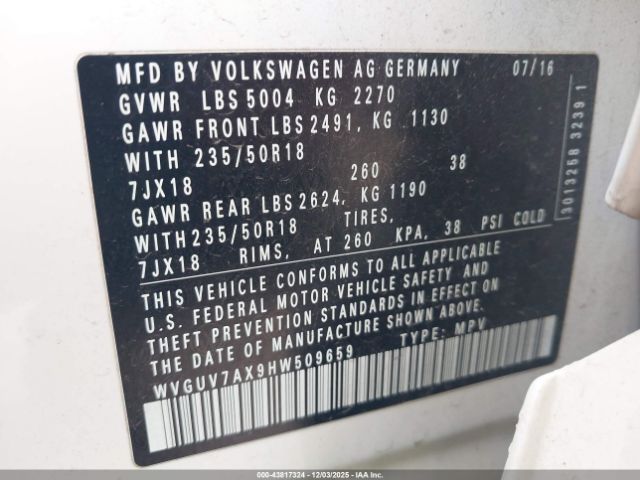 MFD BY VOLKSWAGEN AG GERMANY 07/16
GVWR LBS 5004 KG 2270
GAWR FRONT LBS 2491, KG 1130
WITH 235/50R18
7JX18 260 38
GAWR REAR LBS 2624, KG 1190
WITH 235/50R18 TIRES,
7JX18 RIMS, AT 260 KPA, 38 PSI COLD
THIS VEHICLE CONFORMS TO ALL APPLICABLE
U.S. FEDERAL MOTOR VEHICLE SAFETY AND
THEFT PREVENTION STANDARDS IN EFFECT ON
THE DATE OF MANUFACTURE SHOWN ABOVE.
WVGUV7AX9HW509659 TYPE: MPV
3013258 3239 1
000-43817324 - 12/03/2025 - IAA Inc.